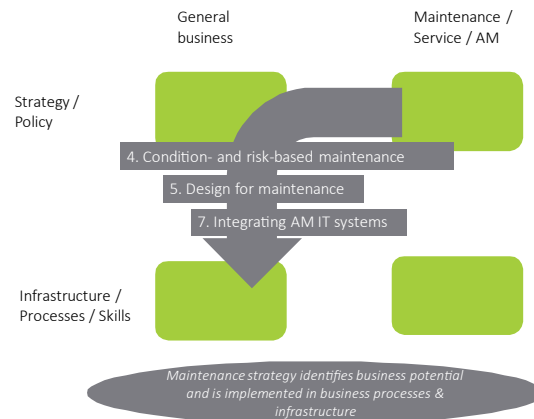 General
business
Maintenance /
Service / AM
Strategy /
Policy
4. Condition- and risk-based maintenance
5. Design for maintenance
7. Integrating AM IT systems
Infrastructure /
Processes / Skills
Maintenance strategy identifies business potential
and is implemented in business processes &
infrastructure